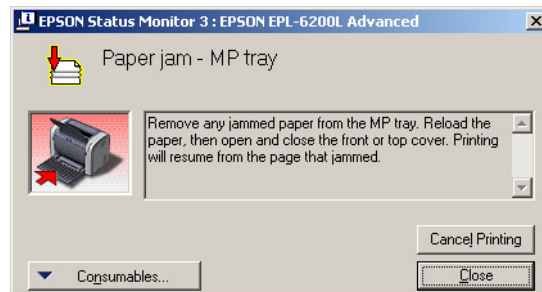 EPSON Status Monitor 3 : EPSON EPL-6200L Advanced
Paper jam - MP tray
Remove any jammed paper from the MP tray. Reload the
paper, then open and close the front or top cover. Printing
will resume from the page that jammed.
Cancel Printing
Consumables...
Close